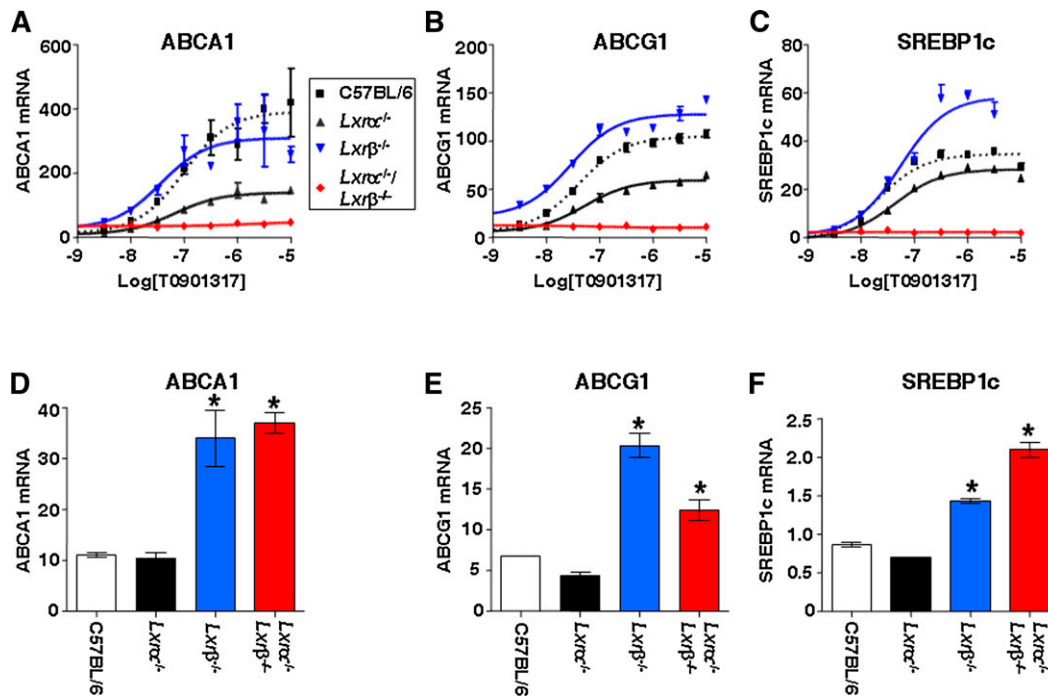 A
ABCA1
ABCA1 mRNA
600
400
200
0
-9
-8
-7
-6
-5
Log[T0901317]
C57BL/6
Lxrα-/-
Lxrβ-/-
Lxrα-/-/
Lxrβ-/-
B
ABCG1
ABCG1 mRNA
200
150
100
50
0
-9
-8
-7
-6
-5
Log[T0901317]
C
SREBP1c
SREBP1c mRNA
80
60
40
20
0
-9
-8
-7
-6
-5
Log[T0901317]
D
ABCA1
ABCA1 mRNA
40
30
20
10
0
*
*
C57BL/6
Lxrα-/-
Lxrβ-/-
Lxrα-/-
Lxrβ-/-
E
ABCG1
ABCG1 mRNA
25
20
15
10
5
0
*
*
C57BL/6
Lxrα-/-
Lxrβ-/-
Lxrα-/-
Lxrβ-/-
F
SREBP1c
SREBP1c mRNA
2.5
2.0
1.5
1.0
0.5
0
*
*
C57BL/6
Lxrα-/-
Lxrβ-/-
Lxrα-/-
Lxrβ-/-